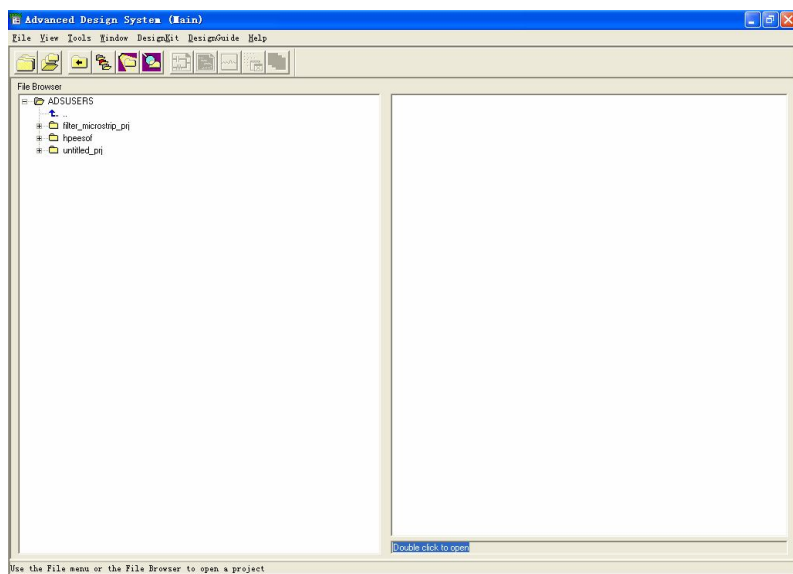 Advanced Design System (Main)
File View Tools Window DesignKit DesignGuide Help
File Browser
ADSUSERS
..
filter_microstrip_prj
hpeesof
untitled_prj
Double click to open
Use the File menu or the File Browser to open a project